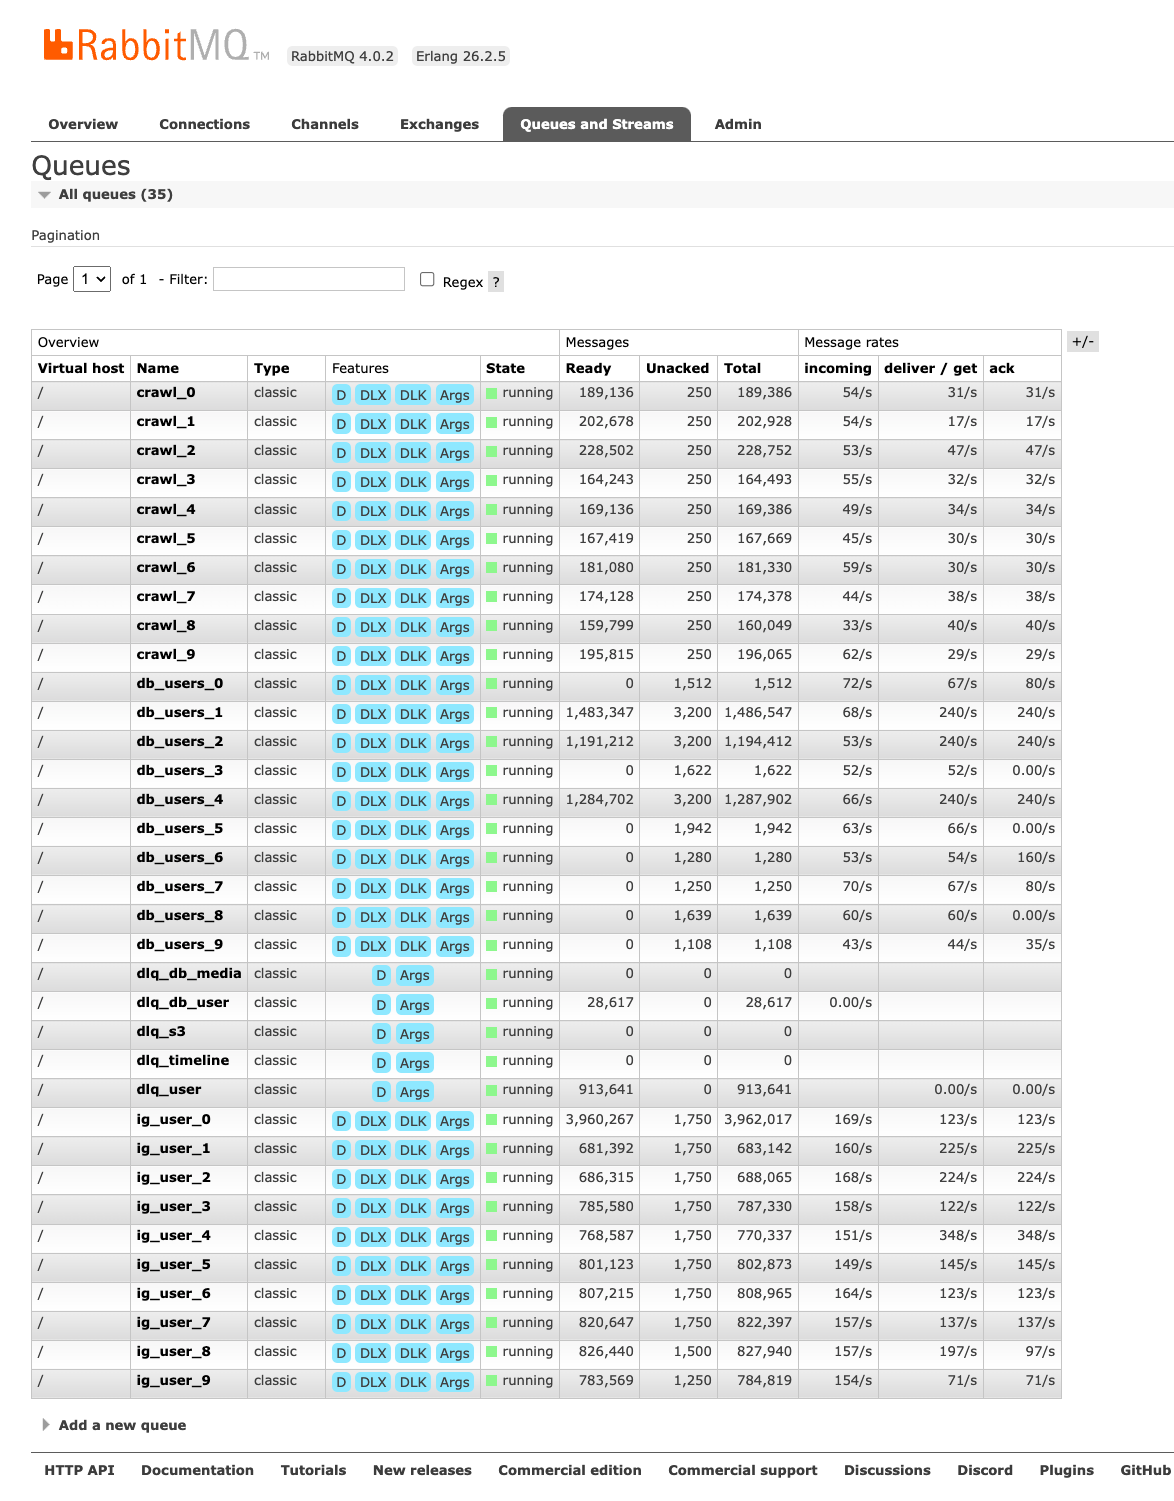 RabbitMQ TM RabbitMQ 4.0.2 Erlang 26.2.5
Overview Connections Channels Exchanges Queues and Streams Admin
Queues
All queues (35)
Pagination
Page 1 of 1 - Filter: Regex ?
Overview Messages Message rates +/-
Virtual host Name Type Features State Ready Unacked Total incoming deliver / get ack
/ crawl_0 classic D DLX DLK Args running 189,136 250 189,386 54/s 31/s 31/s
/ crawl_1 classic D DLX DLK Args running 202,678 250 202,928 54/s 17/s 17/s
/ crawl_2 classic D DLX DLK Args running 228,502 250 228,752 53/s 47/s 47/s
/ crawl_3 classic D DLX DLK Args running 164,243 250 164,493 55/s 32/s 32/s
/ crawl_4 classic D DLX DLK Args running 169,136 250 169,386 49/s 34/s 34/s
/ crawl_5 classic D DLX DLK Args running 167,419 250 167,669 45/s 30/s 30/s
/ crawl_6 classic D DLX DLK Args running 181,080 250 181,330 59/s 30/s 30/s
/ crawl_7 classic D DLX DLK Args running 174,128 250 174,378 44/s 38/s 38/s
/ crawl_8 classic D DLX DLK Args running 159,799 250 160,049 33/s 40/s 40/s
/ crawl_9 classic D DLX DLK Args running 195,815 250 196,065 62/s 29/s 29/s
/ db_users_0 classic D DLX DLK Args running 0 1,512 1,512 72/s 67/s 80/s
/ db_users_1 classic D DLX DLK Args running 1,483,347 3,200 1,486,547 68/s 240/s 240/s
/ db_users_2 classic D DLX DLK Args running 1,191,212 3,200 1,194,412 53/s 240/s 240/s
/ db_users_3 classic D DLX DLK Args running 0 1,622 1,622 52/s 52/s 0.00/s
/ db_users_4 classic D DLX DLK Args running 1,284,702 3,200 1,287,902 66/s 240/s 240/s
/ db_users_5 classic D DLX DLK Args running 0 1,942 1,942 63/s 66/s 0.00/s
/ db_users_6 classic D DLX DLK Args running 0 1,280 1,280 53/s 54/s 160/s
/ db_users_7 classic D DLX DLK Args running 0 1,250 1,250 70/s 67/s 80/s
/ db_users_8 classic D DLX DLK Args running 0 1,639 1,639 60/s 60/s 0.00/s
/ db_users_9 classic D DLX DLK Args running 0 1,108 1,108 43/s 44/s 35/s
/ dlq_db_media classic D Args running 0 0 0
/ dlq_db_user classic D Args running 28,617 0 28,617 0.00/s
/ dlq_s3 classic D Args running 0 0 0
/ dlq_timeline classic D Args running 0 0 0
/ dlq_user classic D Args running 913,641 0 913,641 0.00/s 0.00/s
/ ig_user_0 classic D DLX DLK Args running 3,960,267 1,750 3,962,017 169/s 123/s 123/s
/ ig_user_1 classic D DLX DLK Args running 681,392 1,750 683,142 160/s 225/s 225/s
/ ig_user_2 classic D DLX DLK Args running 686,315 1,750 688,065 168/s 224/s 224/s
/ ig_user_3 classic D DLX DLK Args running 785,580 1,750 787,330 158/s 122/s 122/s
/ ig_user_4 classic D DLX DLK Args running 768,587 1,750 770,337 151/s 348/s 348/s
/ ig_user_5 classic D DLX DLK Args running 801,123 1,750 802,873 149/s 145/s 145/s
/ ig_user_6 classic D DLX DLK Args running 807,215 1,750 808,965 164/s 123/s 123/s
/ ig_user_7 classic D DLX DLK Args running 820,647 1,750 822,397 157/s 137/s 137/s
/ ig_user_8 classic D DLX DLK Args running 826,440 1,500 827,940 157/s 197/s 97/s
/ ig_user_9 classic D DLX DLK Args running 783,569 1,250 784,819 154/s 71/s 71/s
Add a new queue
HTTP API Documentation Tutorials New releases Commercial edition Commercial support Discussions Discord Plugins GitHub